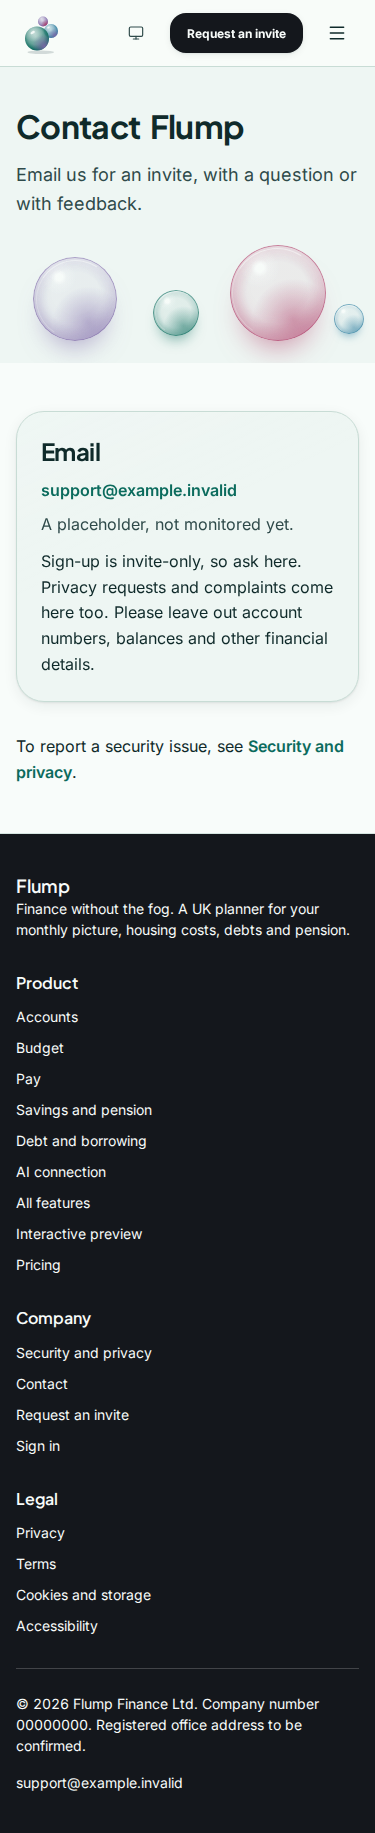 Request an invite
Contact Flump
Email us for an invite, with a question or
with feedback.
Email
support@example.invalid
A placeholder, not monitored yet.
Sign-up is invite-only, so ask here.
Privacy requests and complaints come
here too. Please leave out account
numbers, balances and other financial
details.
To report a security issue, see Security and
privacy.
Flump
Finance without the fog. A UK planner for your
monthly picture, housing costs, debts and pension.
Product
Accounts
Budget
Pay
Savings and pension
Debt and borrowing
AI connection
All features
Interactive preview
Pricing
Company
Security and privacy
Contact
Request an invite
Sign in
Legal
Privacy
Terms
Cookies and storage
Accessibility
© 2026 Flump Finance Ltd. Company number
00000000. Registered office address to be
confirmed.
support@example.invalid